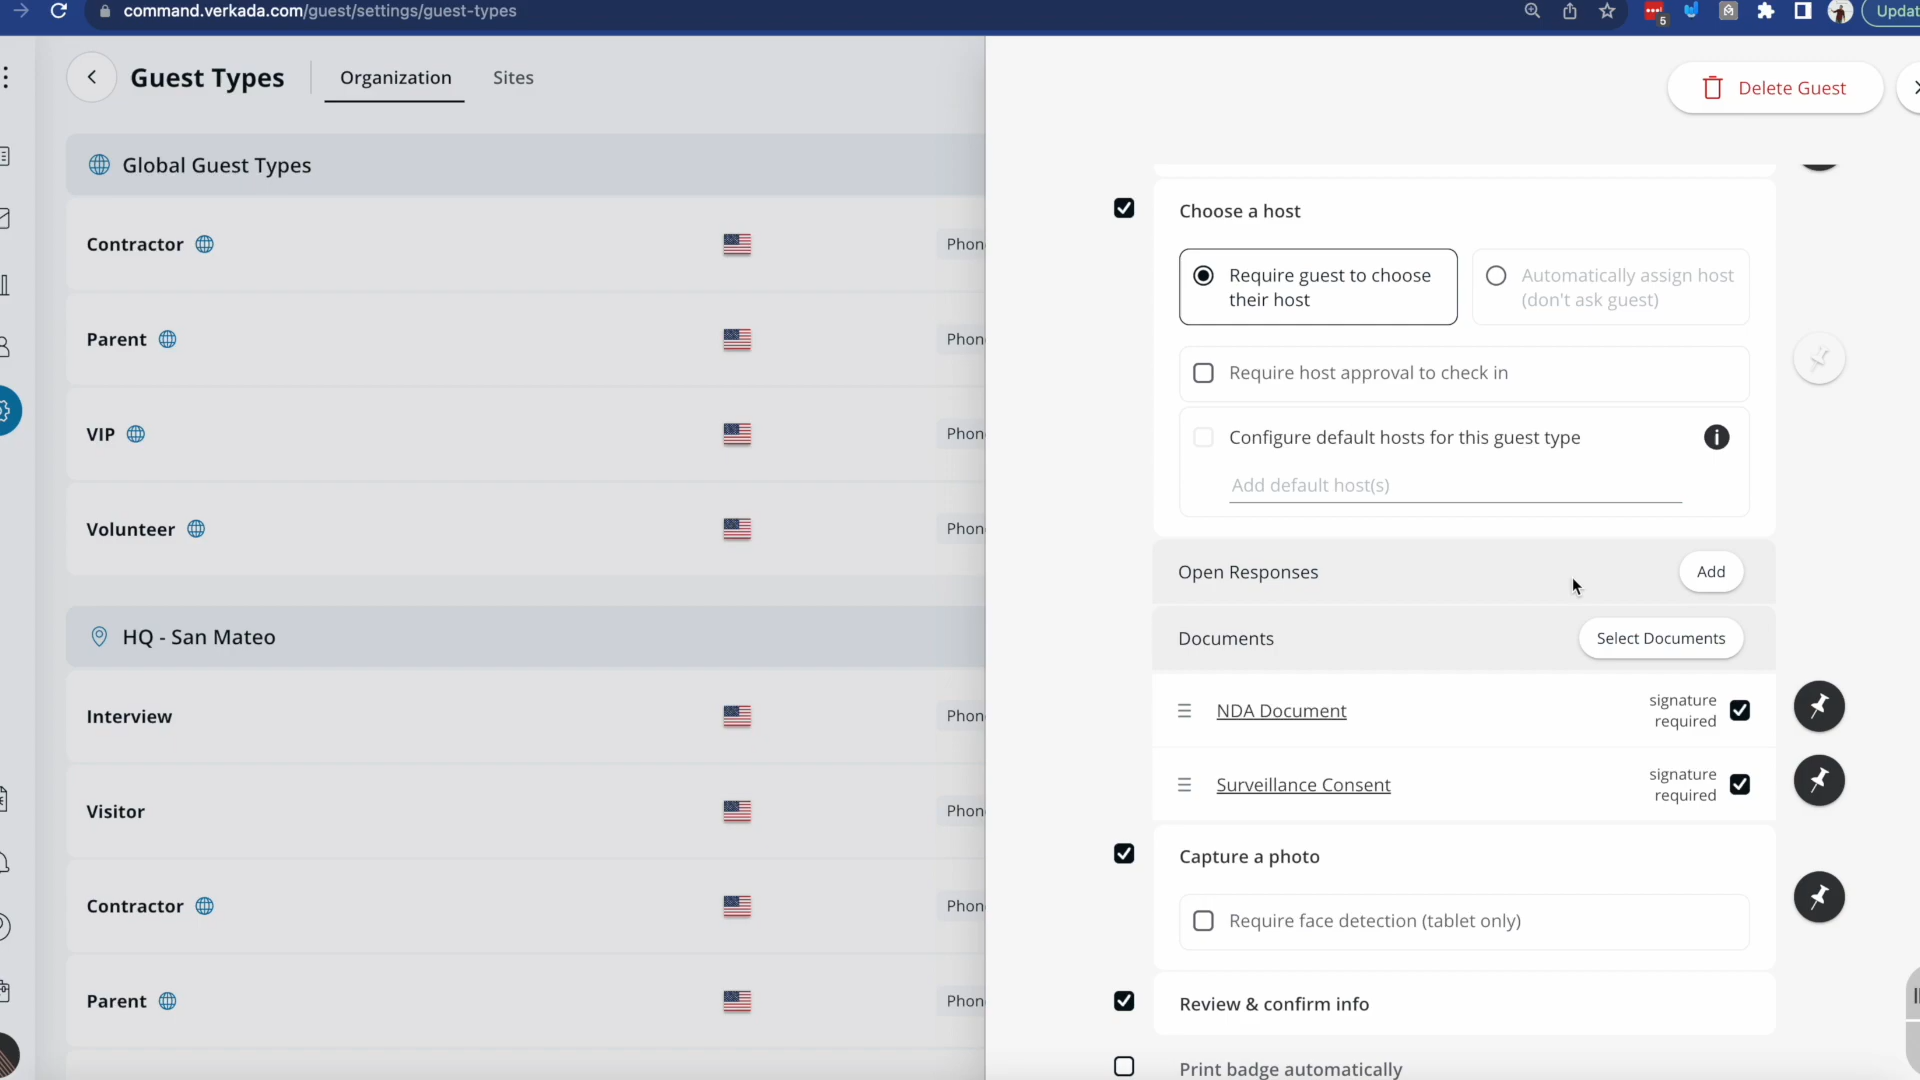 command.verkada.com/guest/settings/guest-types
5
Updat
Guest Types
Organization
Sites
Delete Guest
Global Guest Types
Contractor
Phon
Parent
Phon
VIP
Phon
Volunteer
Phon
HQ - San Mateo
Interview
Phon
Visitor
Phon
Contractor
Phon
Parent
Phon
Choose a host
Require guest to choose
their host
Automatically assign host
(don't ask guest)
Require host approval to check in
Configure default hosts for this guest type
Add default host(s)
Open Responses
Add
Documents
Select Documents
NDA Document
signature
required
Surveillance Consent
signature
required
Capture a photo
Require face detection (tablet only)
Review & confirm info
Print badge automatically